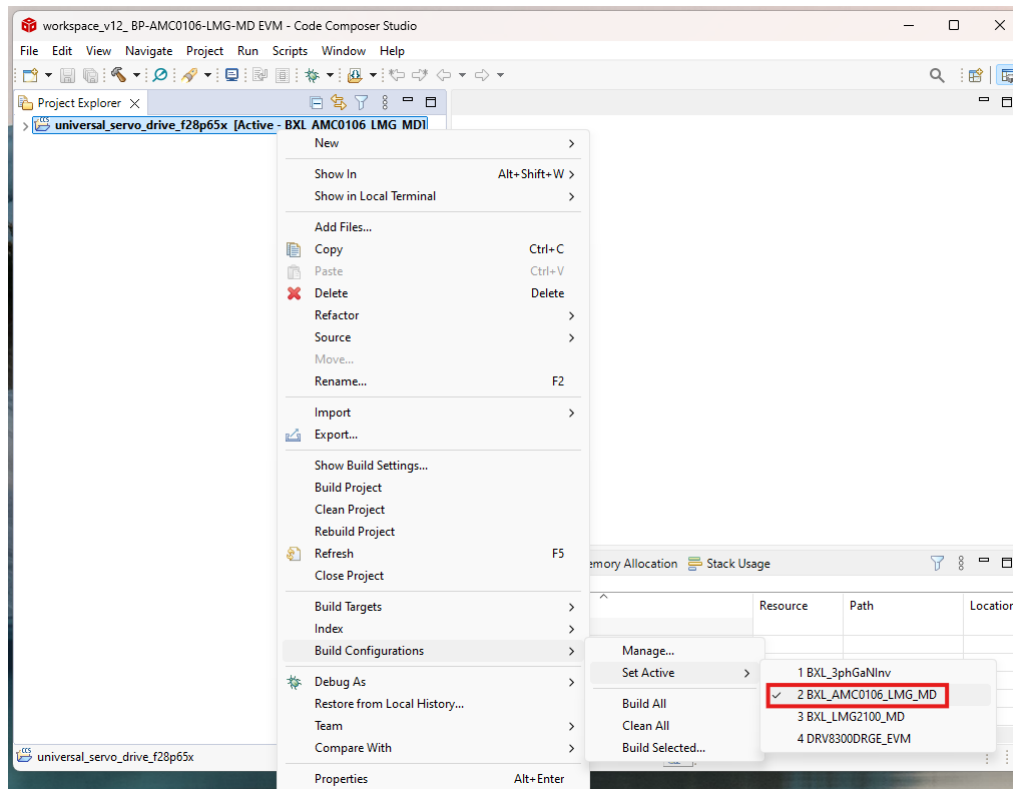 workspace_v12_ BP-AMC0106-LMG-MD EVM - Code Composer Studio
File Edit View Navigate Project Run Scripts Window Help
Project Explorer
universal_servo_drive_f28p65x [Active - BXL_AMC0106_LMG_MD]
New
Show In Alt+Shift+W >
Show in Local Terminal
Add Files...
Copy Ctrl+C
Paste Ctrl+V
Delete Delete
Refactor
Source
Move...
Rename... F2
Import
Export...
Show Build Settings...
Build Project
Clean Project
Rebuild Project
Refresh F5
Close Project
emory Allocation Stack Usage
Resource Path Location
Build Targets
Index
Build Configurations
Manage...
Set Active
Build All
Clean All
Build Selected...
1 BXL_3phGaNInv
2 BXL_AMC0106_LMG_MD
3 BXL_LMG2100_MD
4 DRV8300DRGE_EVM
Debug As
Restore from Local History...
Team
Compare With
Properties Alt+Enter
universal_servo_drive_f28p65x